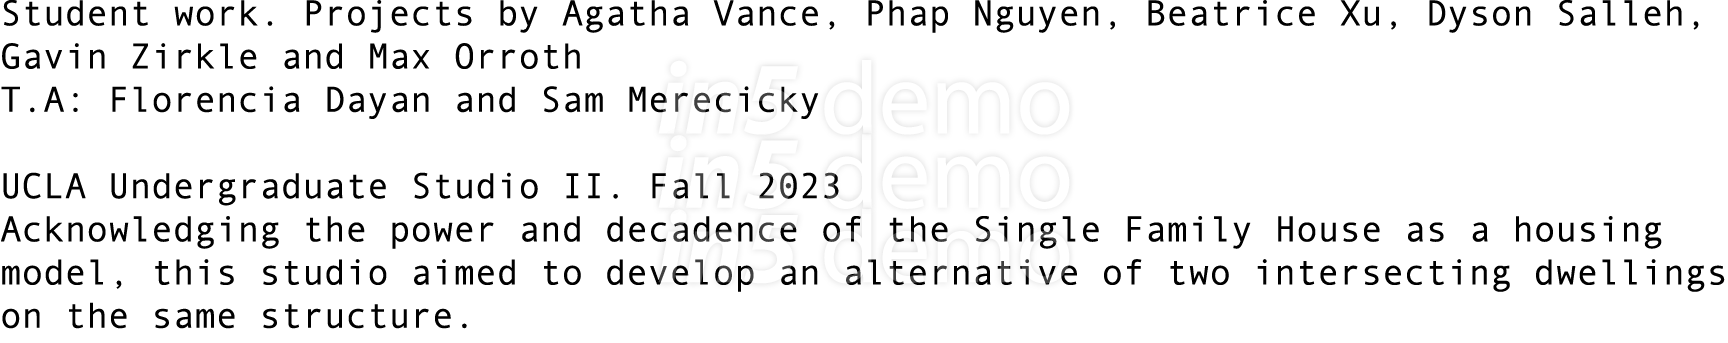 Student work. Projects by Agatha Vance, Phap Nguyen, Beatrice Xu, Dyson Salleh,
Gavin Zirkle and Max Orroth
T.A: Florencia Dayan and Sam Merecicky
in5 demo
in5 demo
in5 demo
UCLA Undergraduate Studio II. Fall 2023
Acknowledging the power and decadence of the Single Family House as a housing
model, this studio aimed to develop an alternative of two intersecting dwellings
on the same structure.